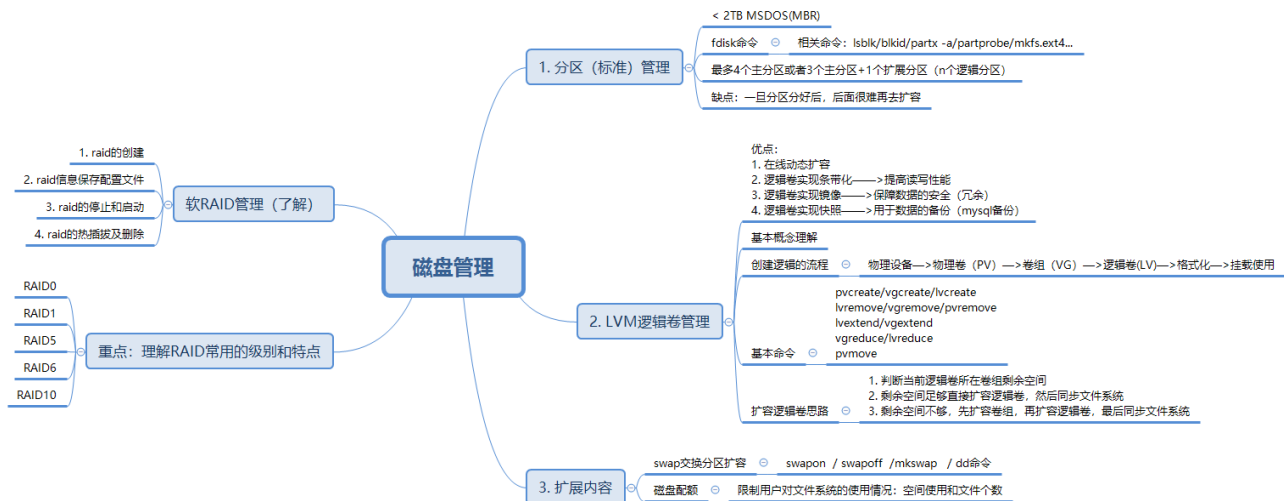 磁盘管理
1. 分区（标准）管理
< 2TB MSDOS(MBR)
fdisk命令
相关命令：lsblk/blkid/partx -a/partprobe/mkfs.ext4...
最多4个主分区或者3个主分区+1个扩展分区（n个逻辑分区）
缺点：一旦分区分好后，后面很难再去扩容
2. LVM逻辑卷管理
优点：
1. 在线动态扩容
2. 逻辑卷实现条带化——>提高读写性能
3. 逻辑卷实现镜像——>保障数据的安全（冗余）
4. 逻辑卷实现快照——>用于数据的备份（mysql备份）
基本概念理解
创建逻辑的流程
物理设备—>物理卷（PV）—>卷组（VG）—>逻辑卷(LV)—>格式化—>挂载使用
基本命令
pvcreate/vgcreate/lvcreate
lvremove/vgremove/pvremove
lvextend/vgextend
vgreduce/lvreduce
pvmove
扩容逻辑卷思路
1. 判断当前逻辑卷所在卷组剩余空间
2. 剩余空间足够直接扩容逻辑卷，然后同步文件系统
3. 剩余空间不够，先扩容卷组，再扩容逻辑卷，最后同步文件系统
3. 扩展内容
swap交换分区扩容
swapon / swapoff /mkswap / dd命令
磁盘配额
限制用户对文件系统的使用情况：空间使用和文件个数
软RAID管理（了解）
1. raid的创建
2. raid信息保存配置文件
3. raid的停止和启动
4. raid的热插拔及删除
重点：理解RAID常用的级别和特点
RAID0
RAID1
RAID5
RAID6
RAID10